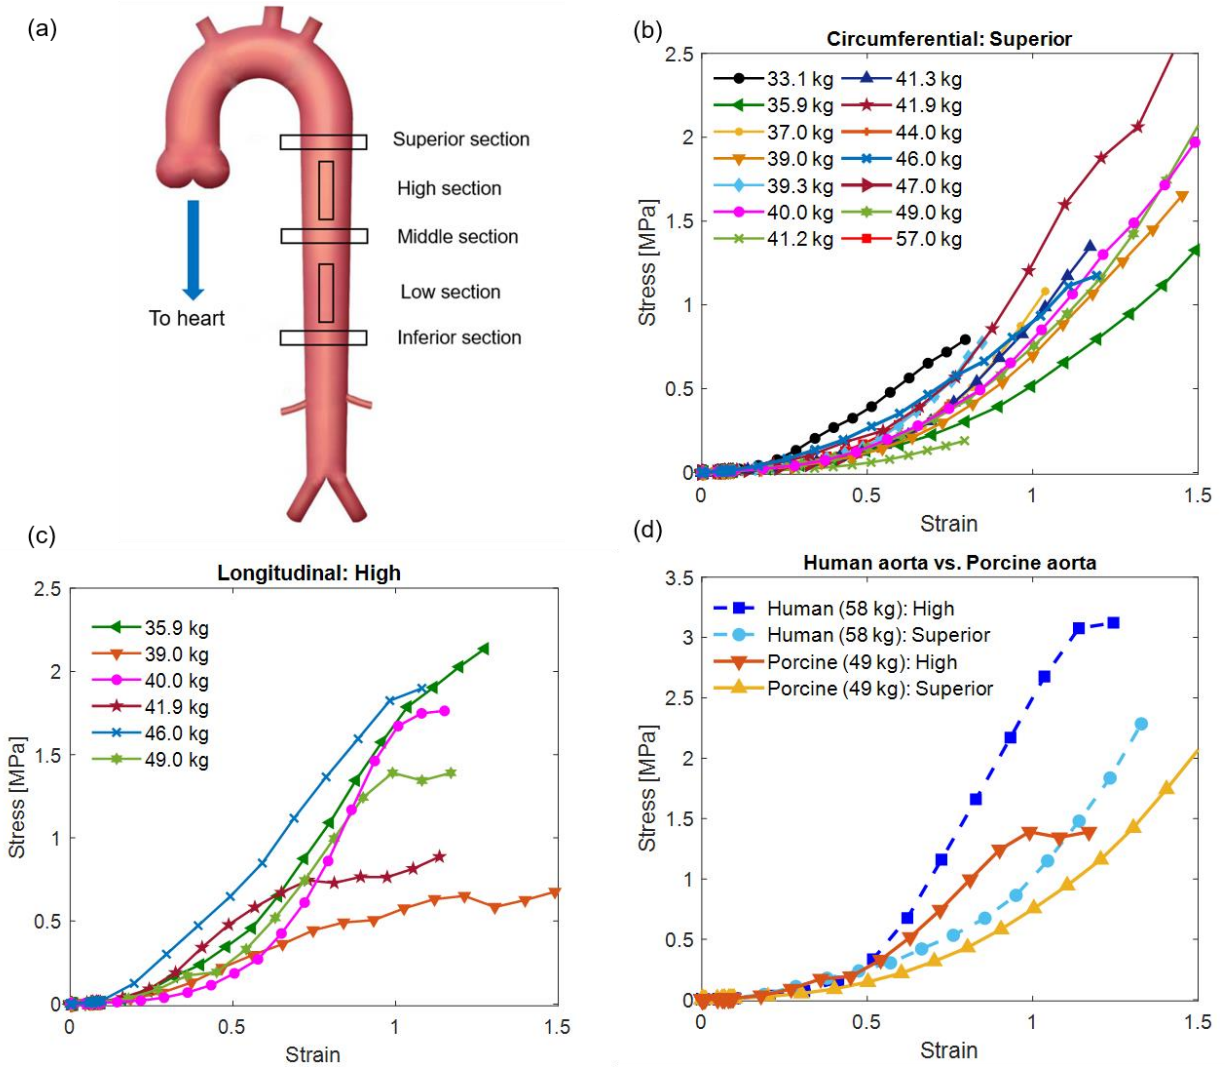 (a)
Superior section
High section
Middle section
Low section
Inferior section
To heart
(b)
Circumferential: Superior
33.1 kg
35.9 kg
37.0 kg
39.0 kg
39.3 kg
40.0 kg
41.2 kg
41.3 kg
41.9 kg
44.0 kg
46.0 kg
47.0 kg
49.0 kg
57.0 kg
Stress [MPa]
2.5
2
1.5
1
0.5
0
0
0.5
1
1.5
Strain
(c)
Longitudinal: High
35.9 kg
39.0 kg
40.0 kg
41.9 kg
46.0 kg
49.0 kg
Stress [MPa]
2.5
2
1.5
1
0.5
0
0
0.5
1
1.5
Strain
(d)
Human aorta vs. Porcine aorta
Human (58 kg): High
Human (58 kg): Superior
Porcine (49 kg): High
Porcine (49 kg): Superior
Stress [MPa]
3.5
3
2.5
2
1.5
1
0.5
0
0
0.5
1
1.5
Strain